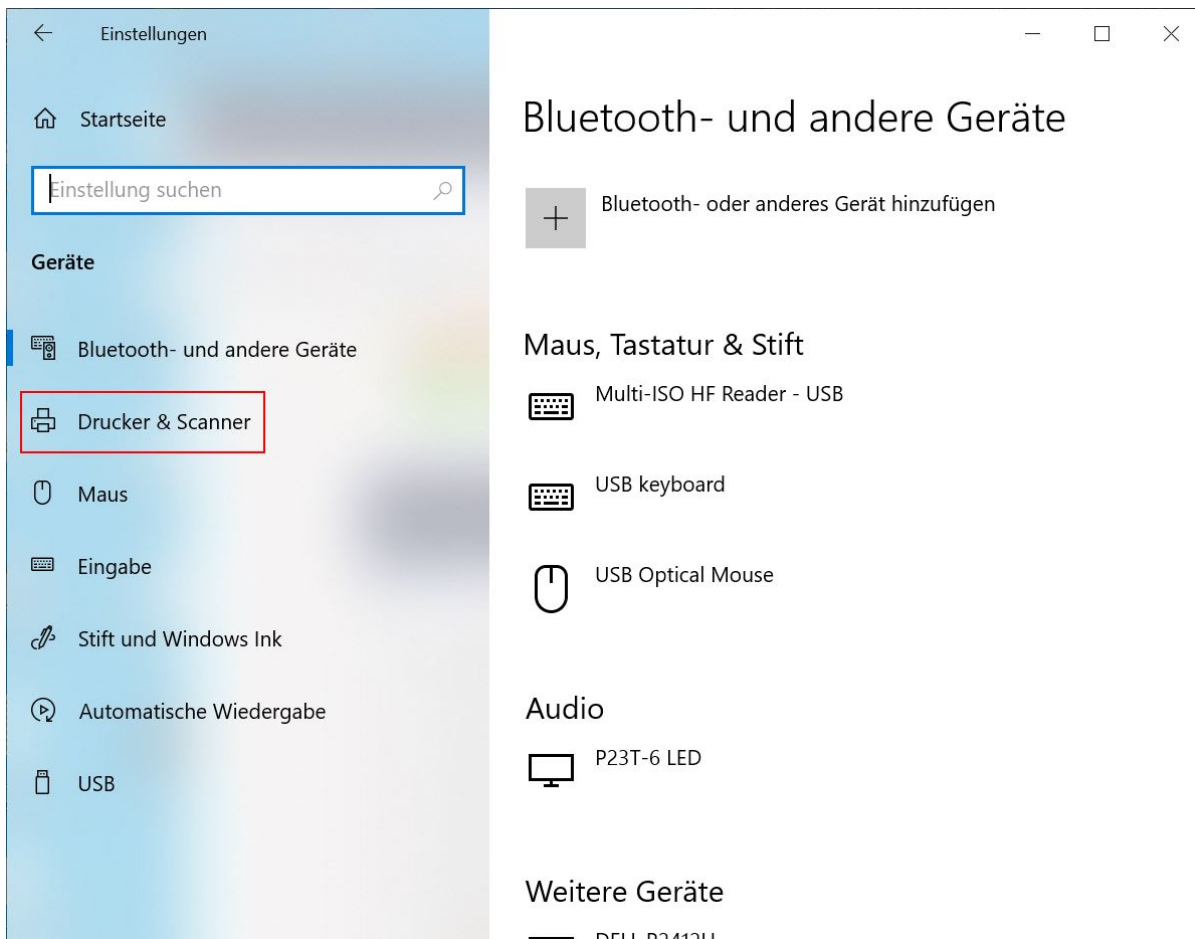 Einstellungen
Startseite
Einstellung suchen
Geräte
Bluetooth- und andere Geräte
Drucker & Scanner
Maus
Eingabe
Stift und Windows Ink
Automatische Wiedergabe
USB
Bluetooth- und andere Geräte
Bluetooth- oder anderes Gerät hinzufügen
Maus, Tastatur & Stift
Multi-ISO HF Reader - USB
USB keyboard
USB Optical Mouse
Audio
P23T-6 LED
Weitere Geräte